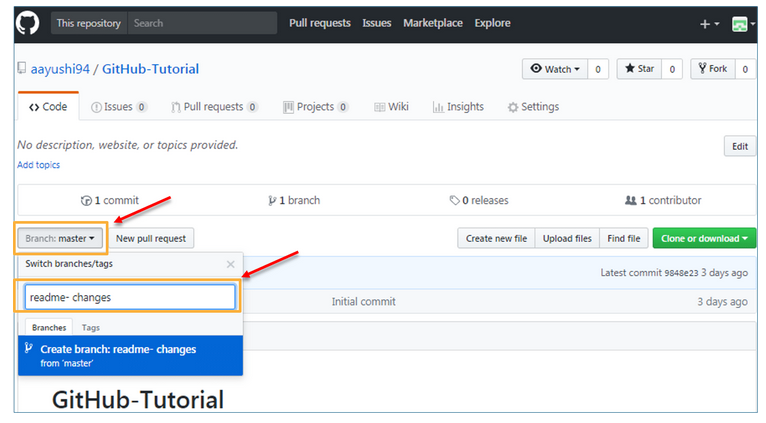 This repository Search Pull requests Issues Marketplace Explore
aayushi94 / GitHub-Tutorial Watch 0 Star 0 Fork 0
Code Issues 0 Pull requests 0 Projects 0 Wiki Insights Settings
No description, website, or topics provided. Edit
Add topics
1 commit 1 branch 0 releases 1 contributor
Branch: master New pull request Create new file Upload files Find file Clone or download
Switch branches/tags
Latest commit 9848e23 3 days ago
readme- changes
Initial commit 3 days ago
Branches Tags
Create branch: readme- changes
from 'master'
GitHub-Tutorial